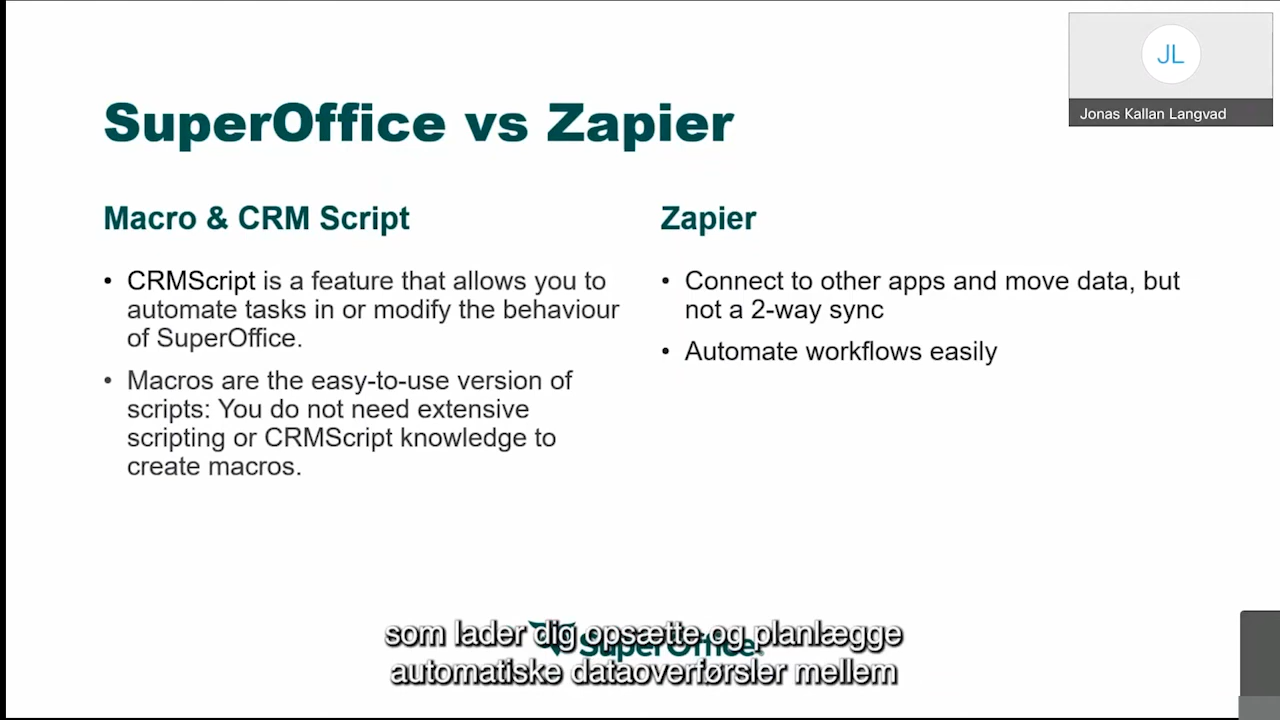 JL
Jonas Kallan Langvad
SuperOffice vs Zapier
Macro & CRM Script
• CRMScript is a feature that allows you to
automate tasks in or modify the behaviour
of SuperOffice.
• Macros are the easy-to-use version of
scripts: You do not need extensive
scripting or CRMScript knowledge to
create macros.
Zapier
• Connect to other apps and move data, but
not a 2-way sync
• Automate workflows easily
SuperOffice
som lader dig opsætte og planlægge
automatiske dataoverførsler mellem